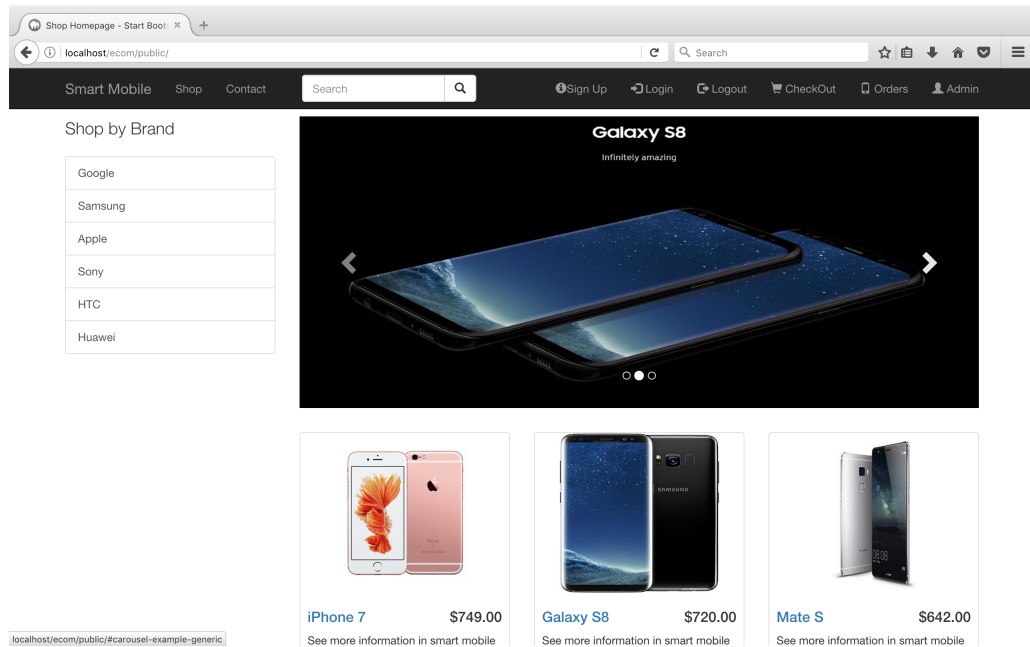 Shop Homepage - Start Boot
localhost/ecom/public/
Search
Smart Mobile Shop Contact Search Sign Up Login Logout CheckOut Orders Admin
Shop by Brand
Google
Samsung
Apple
Sony
HTC
Huawei
Galaxy S8
Infinitely amazing
SAMSUNG
iPhone
08:08
iPhone 7 $749.00
See more information in smart mobile
Galaxy S8 $720.00
See more information in smart mobile
Mate S $642.00
See more information in smart mobile
localhost/ecom/public/#carousel-example-generic